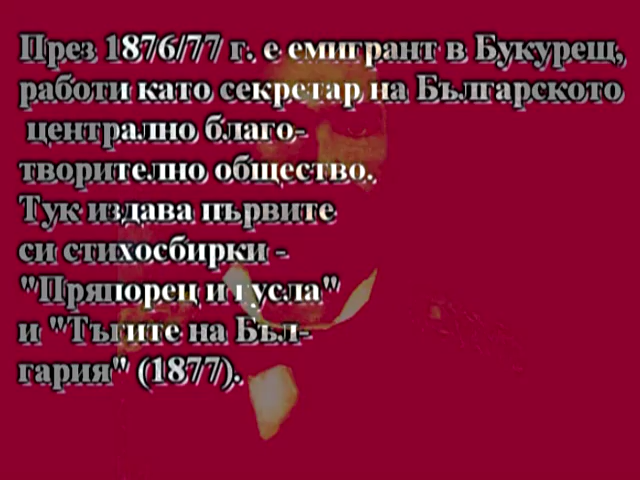 През 1876/77 г. е емигрант в Букурещ,
работи като секретар на Българското
централно благо-
творително общество.
Тук издава първите
си стихосбирки -
"Пряпорец и гусла"
и "Тъгите на Бъл-
гария" (1877).